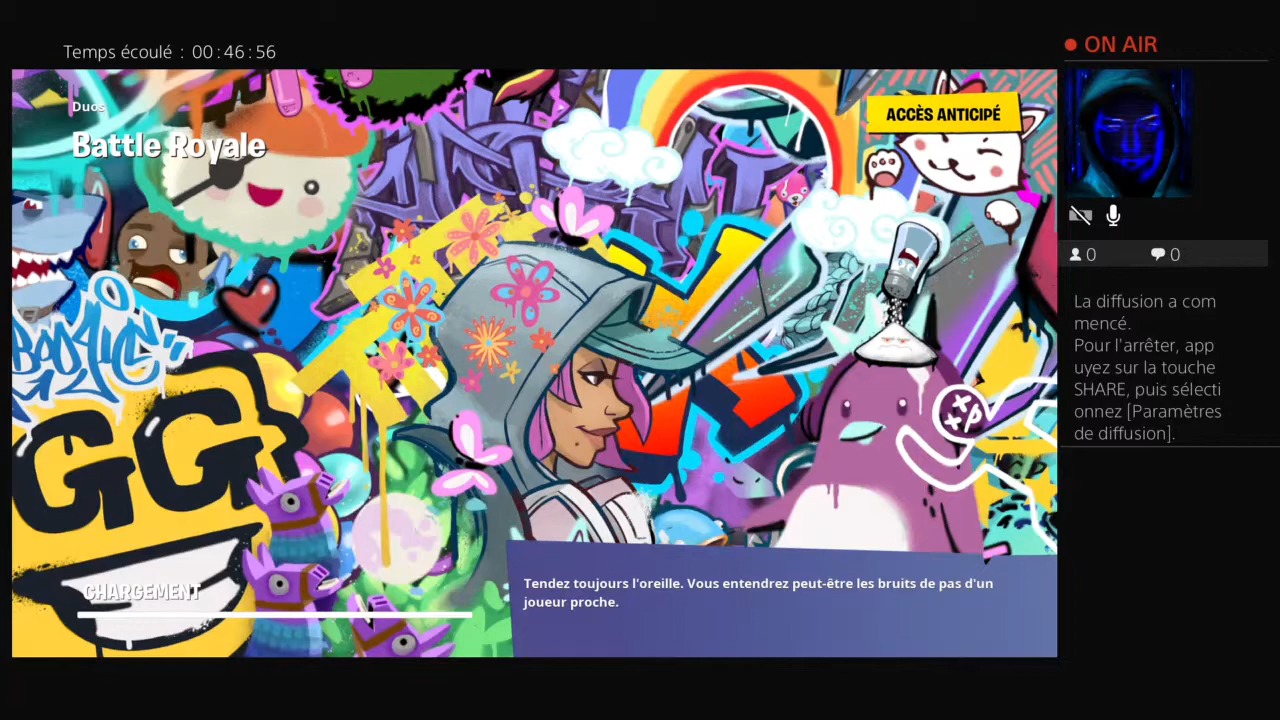 Temps écoulé : 00:46:56
ON AIR
Duos
Battle Royale
ACCÈS ANTICIPÉ
0
0
La diffusion a com
mencé.
Pour l'arrêter, app
uyez sur la touche
SHARE, puis sélecti
onnez [Paramètres
de diffusion].
GG
CHARGEMENT
Tendez toujours l'oreille. Vous entendrez peut-être les bruits de pas d'un
joueur proche.